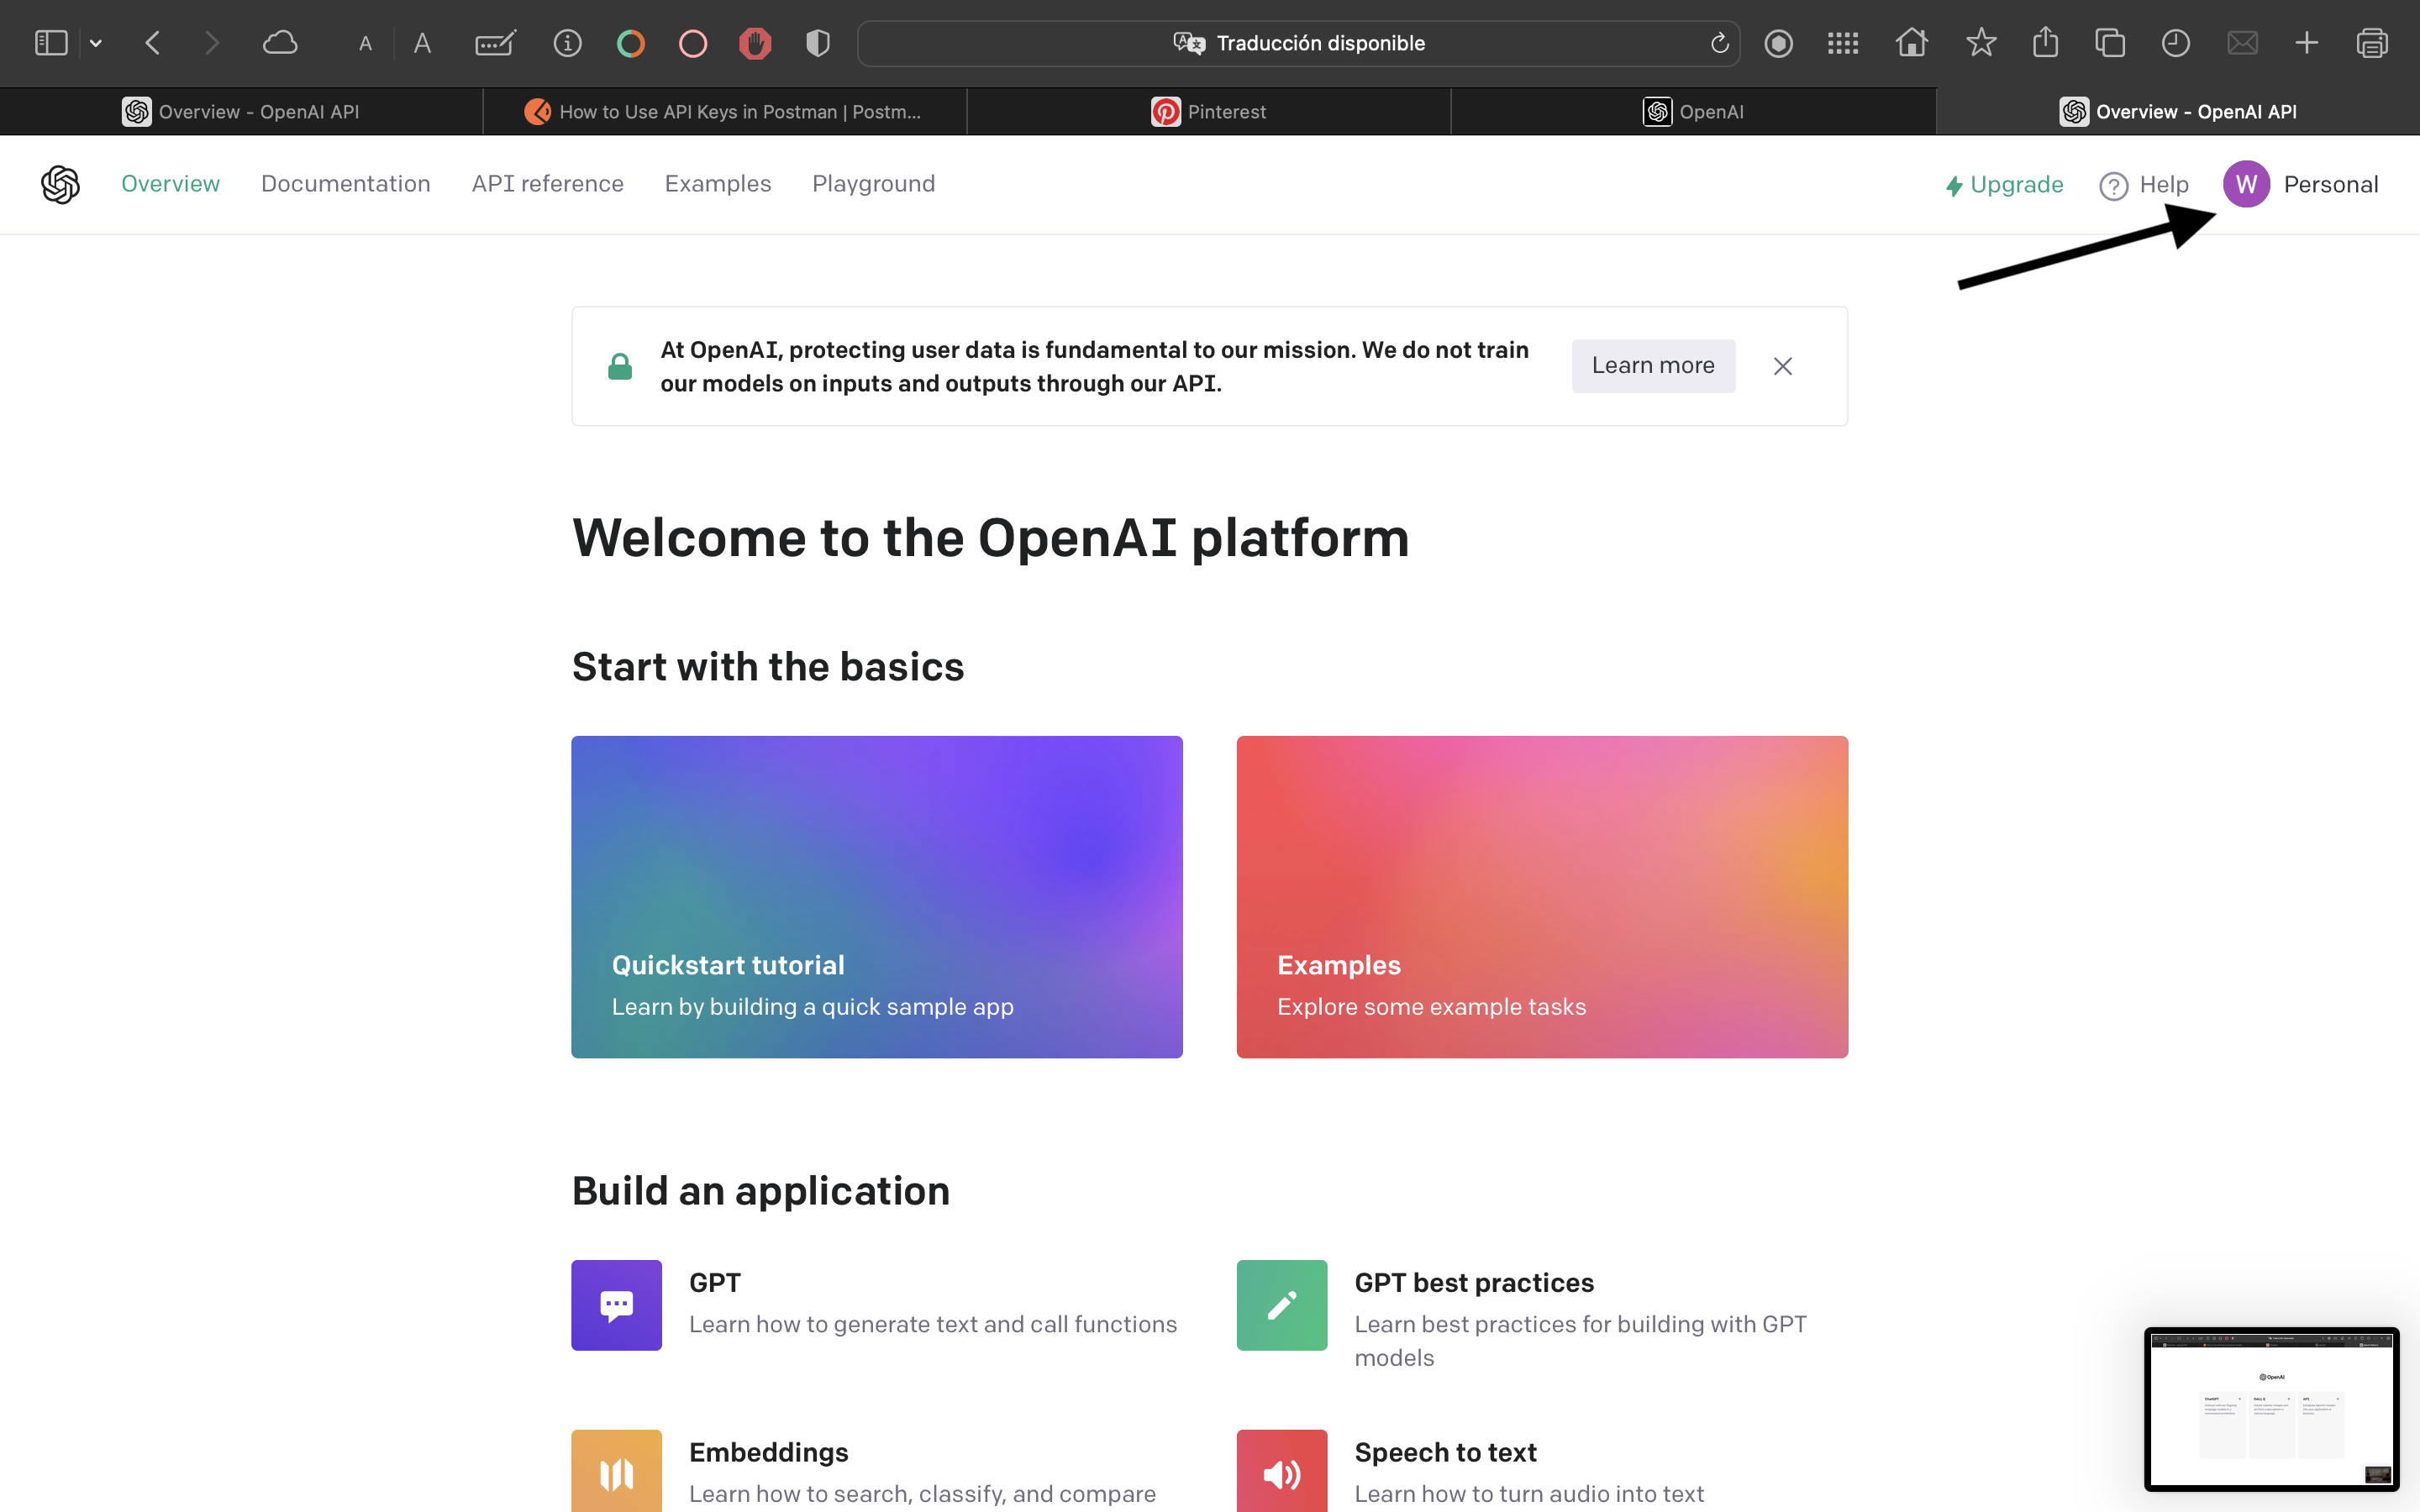 A A Traducción disponible
Overview - OpenAI API How to Use API Keys in Postman | Postm... Pinterest OpenAI Overview - OpenAI API
Overview Documentation API reference Examples Playground Upgrade Help W Personal
At OpenAI, protecting user data is fundamental to our mission. We do not train
our models on inputs and outputs through our API.
Learn more
Welcome to the OpenAI platform
Start with the basics
Quickstart tutorial
Learn by building a quick sample app
Examples
Explore some example tasks
Build an application
GPT
Learn how to generate text and call functions
GPT best practices
Learn best practices for building with GPT
models
Embeddings
Learn how to search, classify, and compare
Speech to text
Learn how to turn audio into text
OpenAI